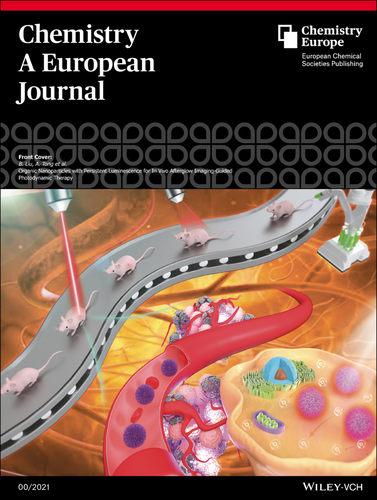 Chemistry
A European
Journal
Chemistry
Europe
European Chemical
Societies Publishing
Front Cover:
B. Liu, A. Tong et al.
Organic Nanoparticles with Persistent Luminescence for In Vivo Afterglow Imaging-Guided
Photodynamic Therapy
00/2021
WILEY-VCH